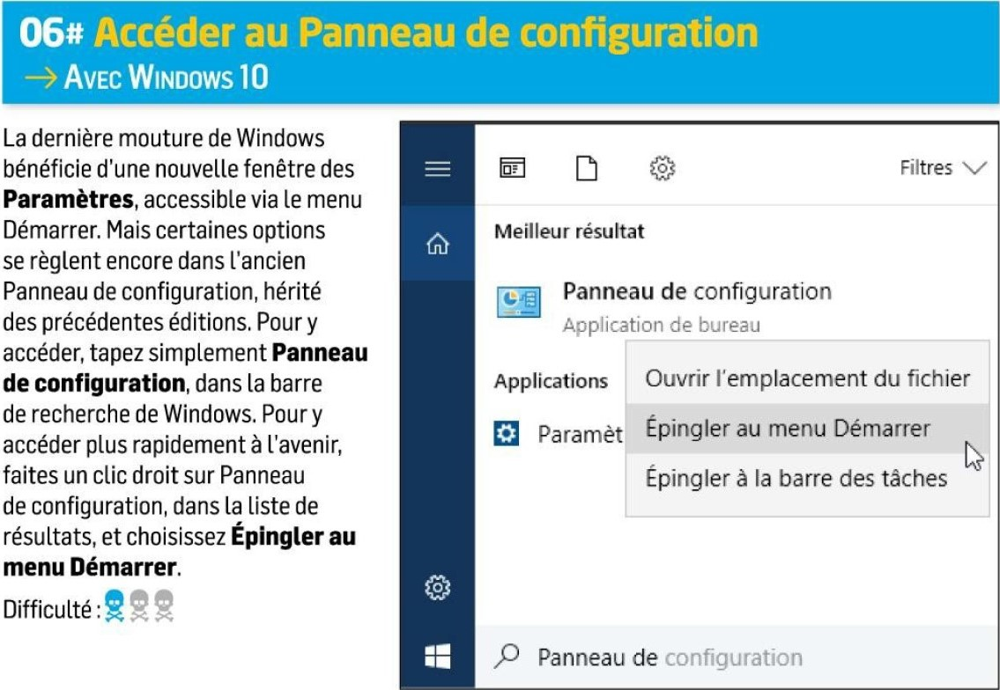 06# Accéder au Panneau de configuration
→ Avec Windows 10
La dernière mouture de Windows
bénéficie d'une nouvelle fenêtre des
Paramètres, accessible via le menu
Démarrer. Mais certaines options
se règlent encore dans l'ancien
Panneau de configuration, hérité
des précédentes éditions. Pour y
accéder, tapez simplement Panneau
de configuration, dans la barre
de recherche de Windows. Pour y
accéder plus rapidement à l'avenir,
faites un clic droit sur Panneau
de configuration, dans la liste de
résultats, et choisissez Épingler au
menu Démarrer.
Difficulté :
Filtres
Meilleur résultat
Panneau de configuration
Application de bureau
Applications
Paramèt
Ouvrir l'emplacement du fichier
Épingler au menu Démarrer
Épingler à la barre des tâches
Panneau de configuration